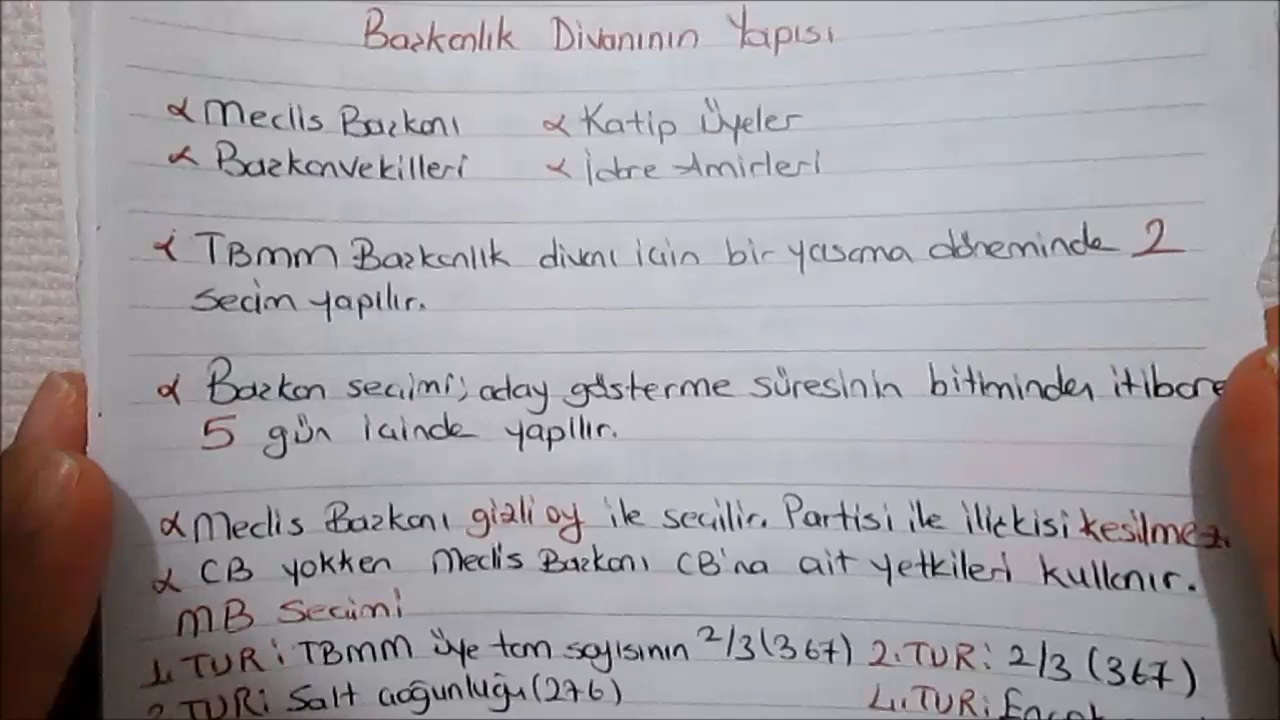 Başkanlık Divanının Yapısı
α Meclis Başkanı α Katip Üyeler
α Başkanvekilleri α İdare Amirleri
α TBMM Başkanlık divanı için bir yasama döneminde 2
seçim yapılır.
α Başkan seçimi; aday gösterme süresinin bitiminden itibare
5 gün içinde yapılır.
α Meclis Başkanı gizli oy ile seçilir. Partisi ile ilişkisi kesilmez.
α CB yokken Meclis Başkanı CB'na ait yetkileri kullanır.
MB Seçimi
1. TUR: TBMM Üye tam sayısının 2/3 (367) 2. TUR: 2/3 (367)
TUR: Salt çoğunluğu (276) 4. TUR: